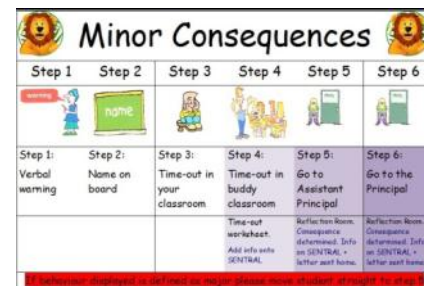 Minor Consequences
Step 1 Step 2 Step 3 Step 4 Step 5 Step 6
warning
name
Step 1:
Verbal
warning
Step 2:
Name on
board
Step 3:
Time-out in
your
classroom
Step 4:
Time-out in
buddy
classroom
Step 5:
Go to
Assistant
Principal
Step 6:
Go to the
Principal
Time-out
worksheet.
Add info onto
SENTRAL
Reflection Room.
Consequence
determined. Info
on SENTRAL +
letter sent home.
Reflection Room.
Consequence
determined. Info
on SENTRAL +
letter sent home.
If behaviour displayed is defined as major please move student straight to step 5